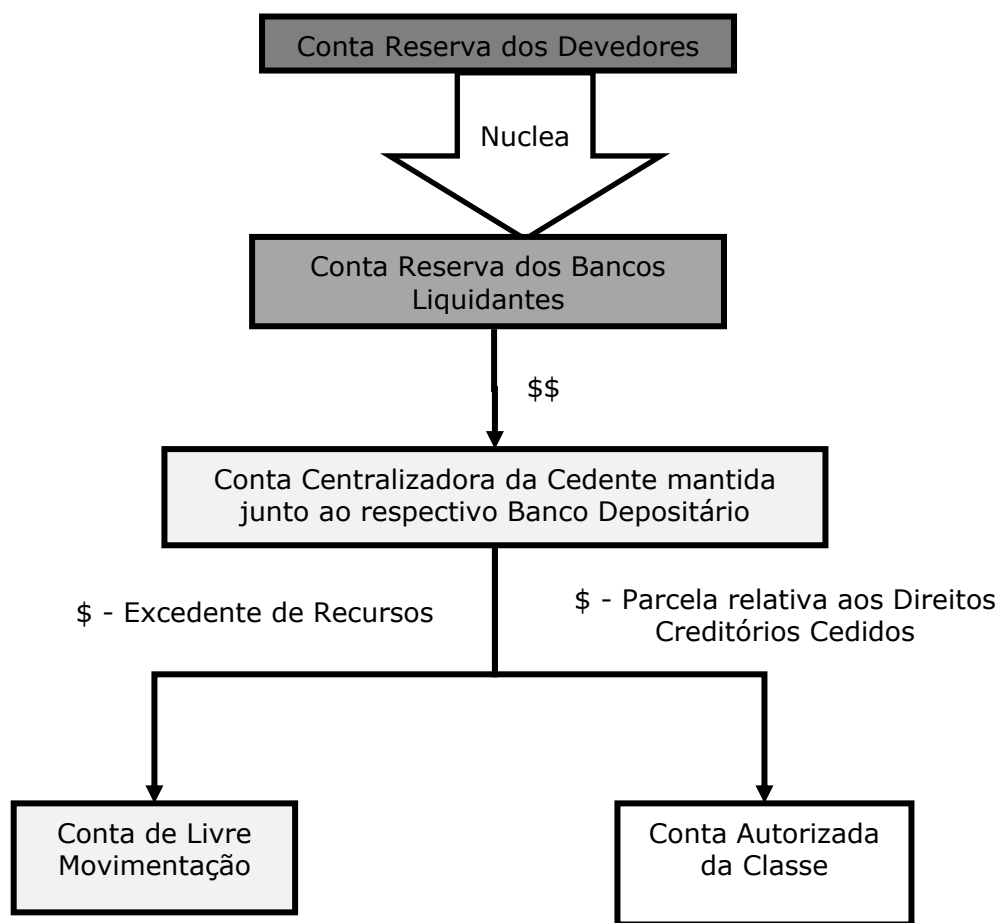 Conta Reserva dos Devedores
Nuclea
Conta Reserva dos Bancos
Liquidantes
$$
Conta Centralizadora da Cedente mantida
junto ao respectivo Banco Depositário
$ - Excedente de Recursos
$ - Parcela relativa aos Direitos
Creditórios Cedidos
Conta de Livre
Movimentação
Conta Autorizada
da Classe